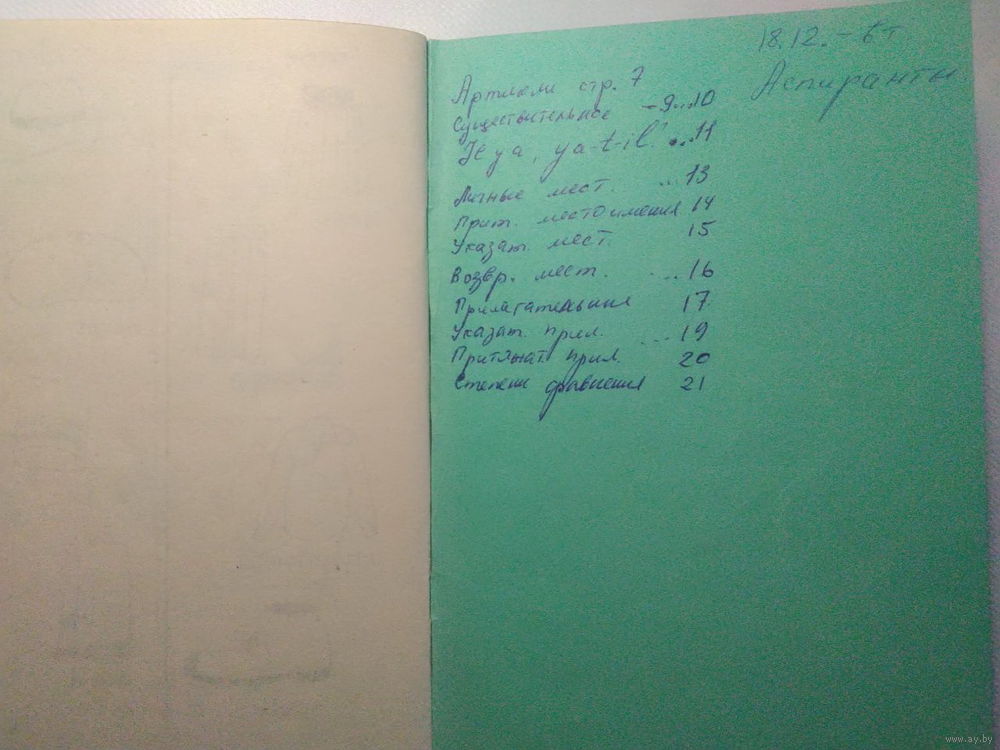 18.12. – 6т
Аспиранты
Артикли стр. 7
Существительное – 9...10
Il y a, y a-t-il? ...11
Личные мест. ...13
Прит. местоимения 14
Указат. мест. 15
Возвр. мест. ...16
Прилагательные 17
Указат. прил. ...19
Притяжат. прил. 20
Степени сравнения 21
www.ay.by